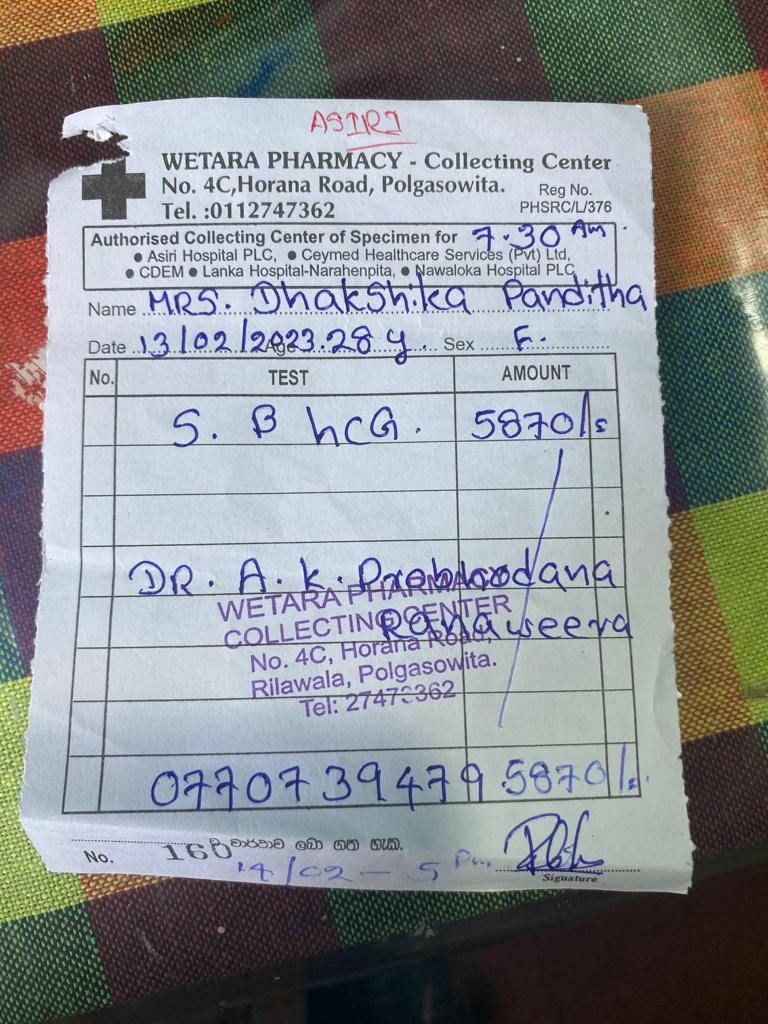 ASIRI
WETARA PHARMACY - Collecting Center
No. 4C,Horana Road, Polgasowita.
Tel. :0112747362
Reg No.
PHSRC/L/376
Authorised Collecting Center of Specimen for 7.30 Am.
● Asiri Hospital PLC, ● Ceymed Healthcare Services (Pvt) Ltd,
● CDEM ● Lanka Hospital-Narahenpita, ● Nawaloka Hospital PLC
Name MRS. Dhakshika Panditha
Date 13/02/2023 Age 28 y. Sex F.
No. TEST AMOUNT
S. B hCG. 5870/s
DR. A. K. Prabhodana
Ranaweera
WETARA PHARMACY
COLLECTING CENTER
No. 4C, Horana Road,
Rilawala, Polgasowita.
Tel: 2747362
0770739479 5870/.
No. 160 වාර්තාව ලබා ගත හැක.
14/02 - 5 Pm
Signature